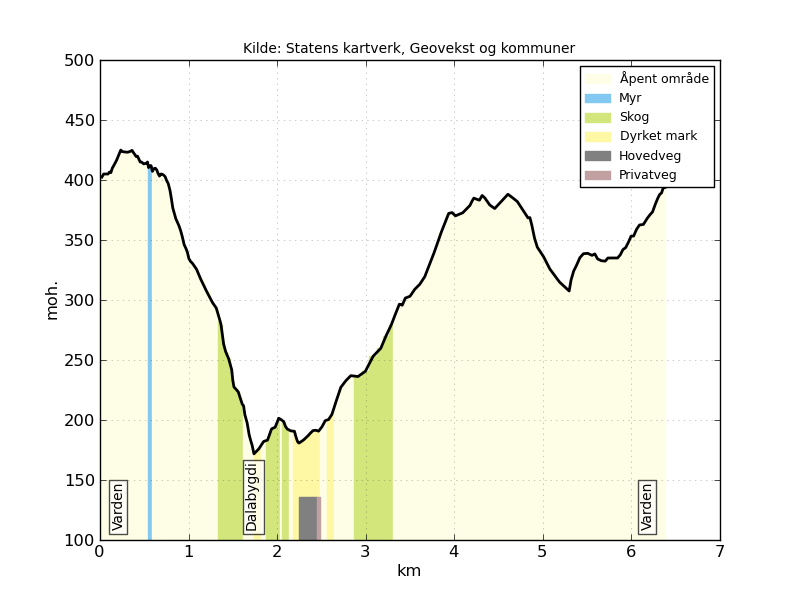 Kilde: Statens kartverk, Geovekst og kommuner
500
450
400
350
300
250
200
150
100
moh.
Åpent område
Myr
Skog
Dyrket mark
Hovedveg
Privatveg
Varden
Dalabygdi
Varden
0 1 2 3 4 5 6 7
km